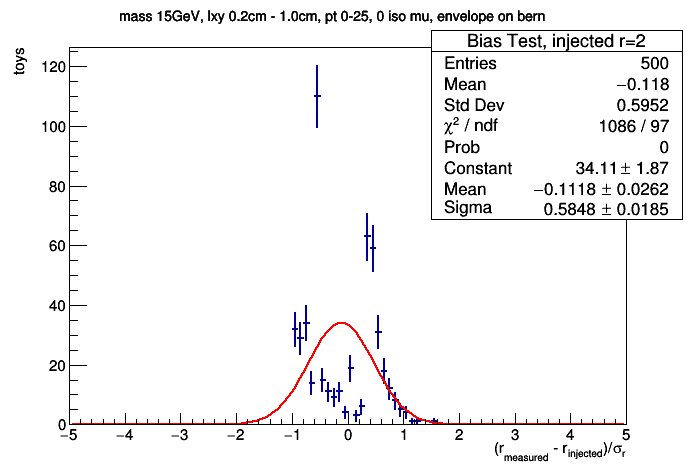 mass 15GeV, lxy 0.2cm - 1.0cm, pt 0-25, 0 iso mu, envelope on bern
Bias Test, injected r=2
Entries 500
Mean −0.118
Std Dev 0.5952
χ² / ndf 1086 / 97
Prob 0
Constant 34.11 ± 1.87
Mean −0.1118 ± 0.0262
Sigma 0.5848 ± 0.0185
toys
120
100
80
60
40
20
0
−5 −4 −3 −2 −1 0 1 2 3 4 5
(r_measured - r_injected)/σ_r